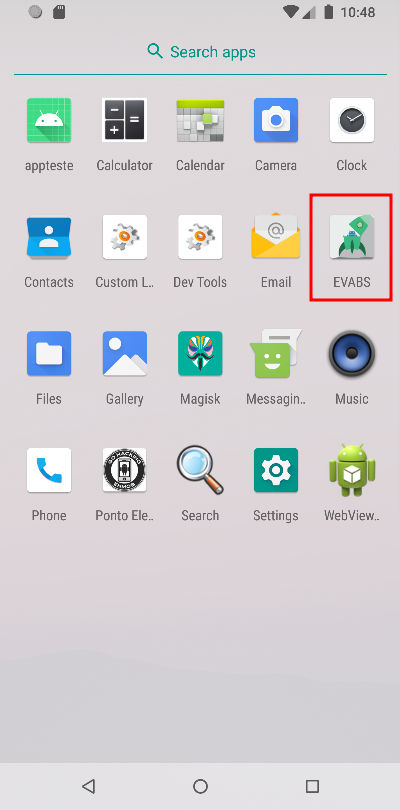 10:48
Search apps
appteste Calculator Calendar Camera Clock
Contacts Custom L.. Dev Tools Email EVABS
@
Files Gallery Magisk Messagin.. Music
Phone Ponto Ele.. Search Settings WebView..